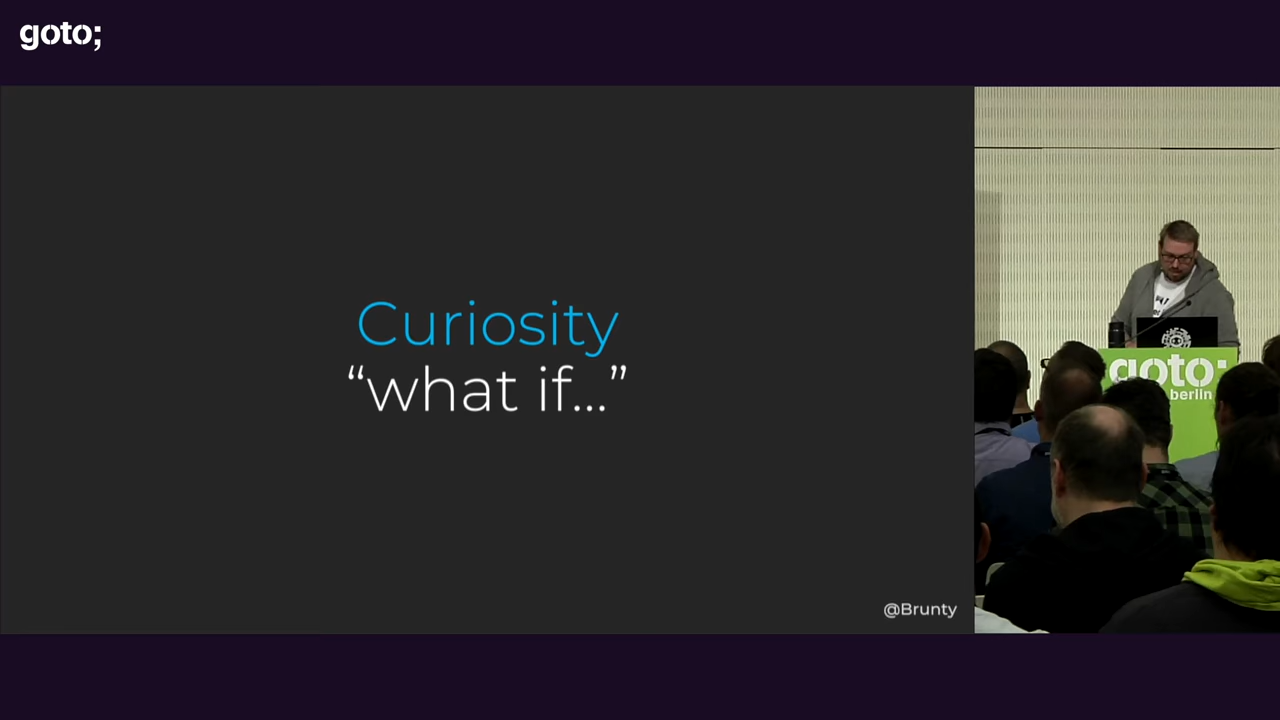 goto;
Curiosity
“what if...”
@Brunty
goto;
berlin